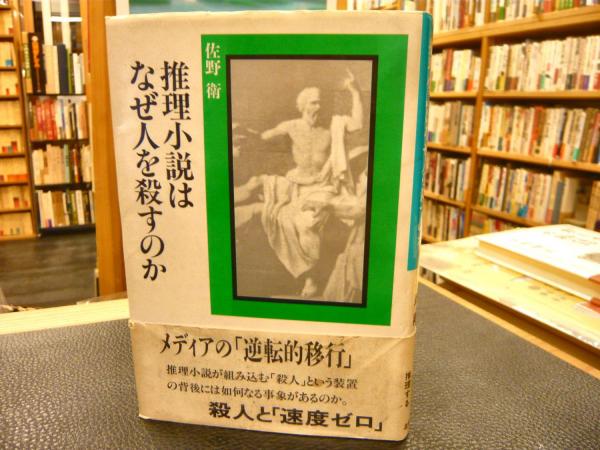 推理小説は
なぜ人を殺すのか
佐野 衛
メディアの「逆転的移行」
推理小説が組み込む「殺人」という装置
の背後には如何なる事象があるのか。
殺人と「速度ゼロ」